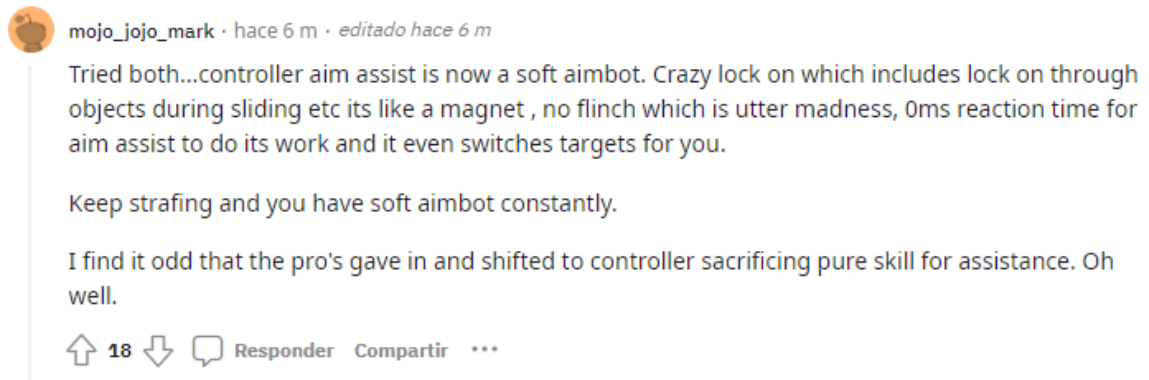 mojo_jojo_mark · hace 6 m · editado hace 6 m
Tried both...controller aim assist is now a soft aimbot. Crazy lock on which includes lock on through
objects during sliding etc its like a magnet , no flinch which is utter madness, 0ms reaction time for
aim assist to do its work and it even switches targets for you.
Keep strafing and you have soft aimbot constantly.
I find it odd that the pro's gave in and shifted to controller sacrificing pure skill for assistance. Oh
well.
18 Responder Compartir ···